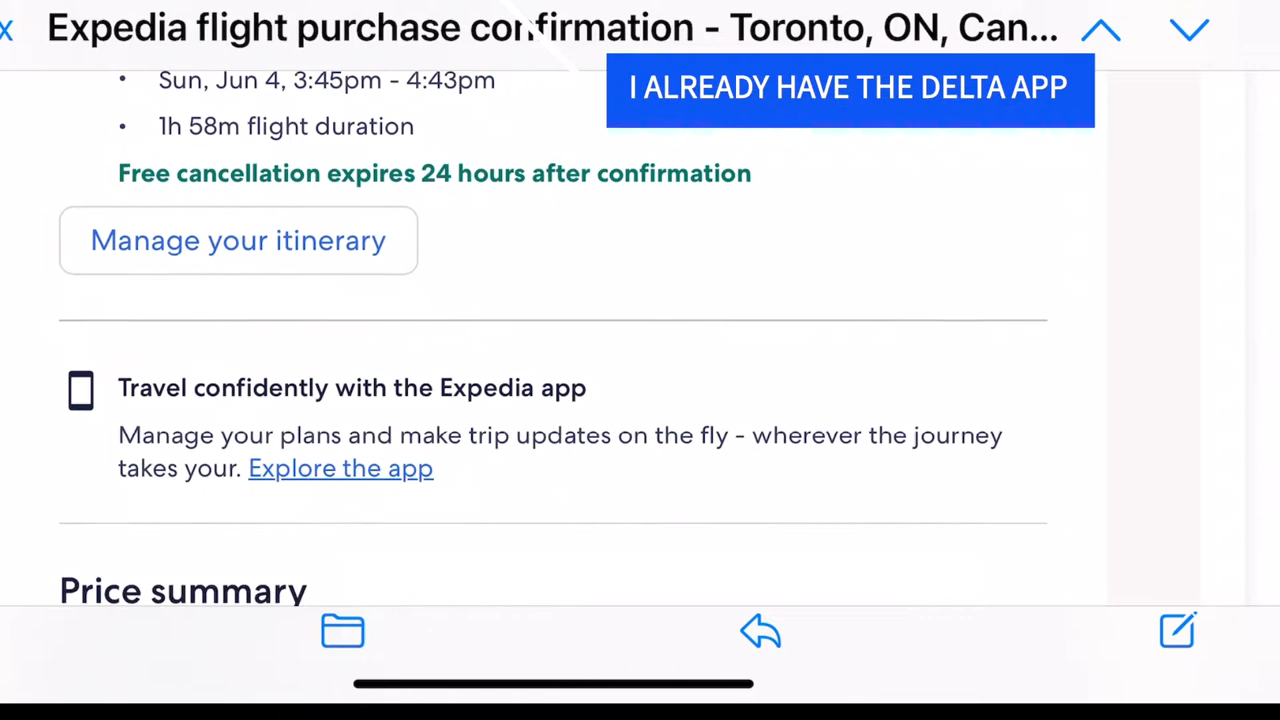 Expedia flight purchase confirmation - Toronto, ON, Can...
I ALREADY HAVE THE DELTA APP
• Sun, Jun 4, 3:45pm - 4:43pm
• 1h 58m flight duration
Free cancellation expires 24 hours after confirmation
Manage your itinerary
Travel confidently with the Expedia app
Manage your plans and make trip updates on the fly - wherever the journey
takes your. Explore the app
Price summary